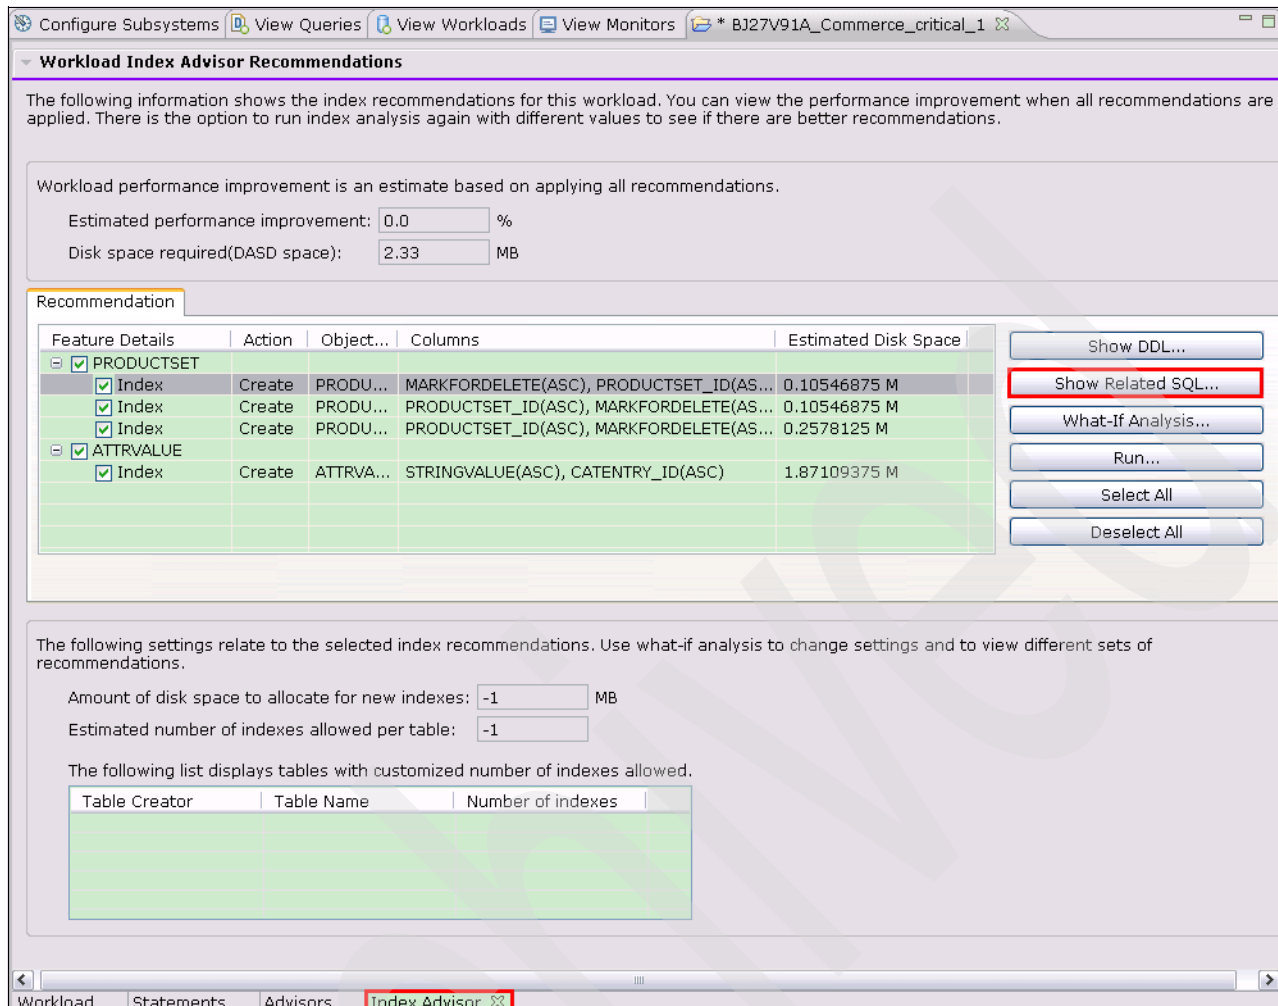 Configure Subsystems View Queries View Workloads View Monitors * BJ27V91A_Commerce_critical_1
Workload Index Advisor Recommendations
The following information shows the index recommendations for this workload. You can view the performance improvement when all recommendations are
applied. There is the option to run index analysis again with different values to see if there are better recommendations.
Workload performance improvement is an estimate based on applying all recommendations.
Estimated performance improvement: 0.0 %
Disk space required(DASD space): 2.33 MB
Recommendation
Feature Details Action Object... Columns Estimated Disk Space
PRODUCTSET
Index Create PRODU... MARKFORDELETE(ASC), PRODUCTSET_ID(AS... 0.10546875 M
Index Create PRODU... PRODUCTSET_ID(ASC), MARKFORDELETE(AS... 0.10546875 M
Index Create PRODU... PRODUCTSET_ID(ASC), MARKFORDELETE(AS... 0.2578125 M
ATTRVALUE
Index Create ATTRVA... STRINGVALUE(ASC), CATENTRY_ID(ASC) 1.87109375 M
Show DDL...
Show Related SQL...
What-If Analysis...
Run...
Select All
Deselect All
The following settings relate to the selected index recommendations. Use what-if analysis to change settings and to view different sets of
recommendations.
Amount of disk space to allocate for new indexes: -1 MB
Estimated number of indexes allowed per table: -1
The following list displays tables with customized number of indexes allowed.
Table Creator Table Name Number of indexes
Workload Statements Advisors Index Advisor